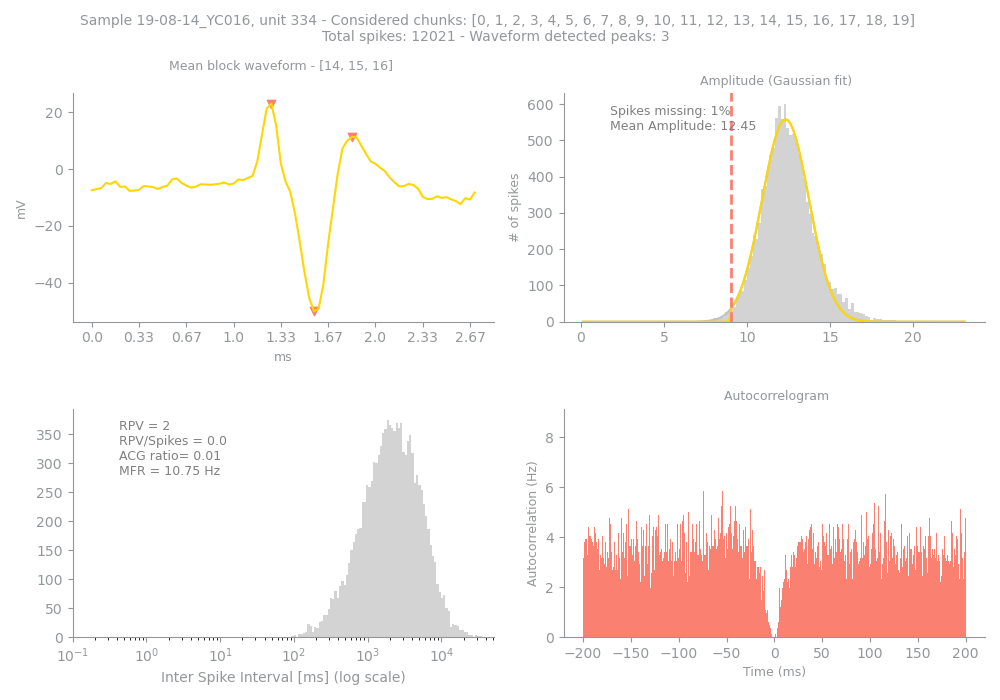 Sample 19-08-14_YC016, unit 334 - Considered chunks: [0, 1, 2, 3, 4, 5, 6, 7, 8, 9, 10, 11, 12, 13, 14, 15, 16, 17, 18, 19]
Total spikes: 12021 - Waveform detected peaks: 3
Mean block waveform - [14, 15, 16]
20
0
−20
−40
mV
0.0 0.33 0.67 1.0 1.33 1.67 2.0 2.33 2.67
ms
Amplitude (Gaussian fit)
Spikes missing: 1%
Mean Amplitude: 12.45
600
500
400
300
200
100
0
# of spikes
0 5 10 15 20
RPV = 2
RPV/Spikes = 0.0
ACG ratio= 0.01
MFR = 10.75 Hz
350
300
250
200
150
100
50
0
10−1 100 101 102 103 104
Inter Spike Interval [ms] (log scale)
Autocorrelogram
8
6
4
2
0
Autocorrelation (Hz)
−200 −150 −100 −50 0 50 100 150 200
Time (ms)